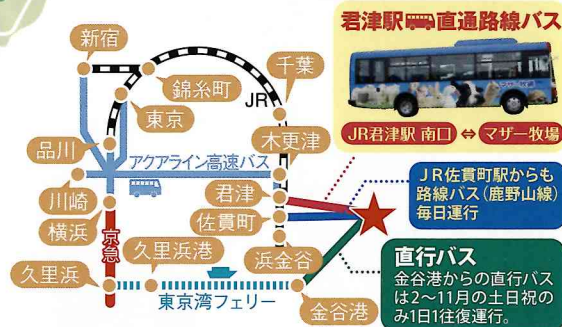 君津駅直通路線バス
JR君津駅 南口 ⇔ マザー牧場
新宿
錦糸町
千葉
東京
JR
品川
木更津
アクアライン高速バス
川崎
君津
横浜
佐貫町
京急
久里浜港
浜金谷
久里浜
東京湾フェリー
金谷港
JR佐貫町駅からも
路線バス(鹿野山線)
毎日運行
直行バス
金谷港からの直行バス
は2~11月の土日祝の
み1日1往復運行。